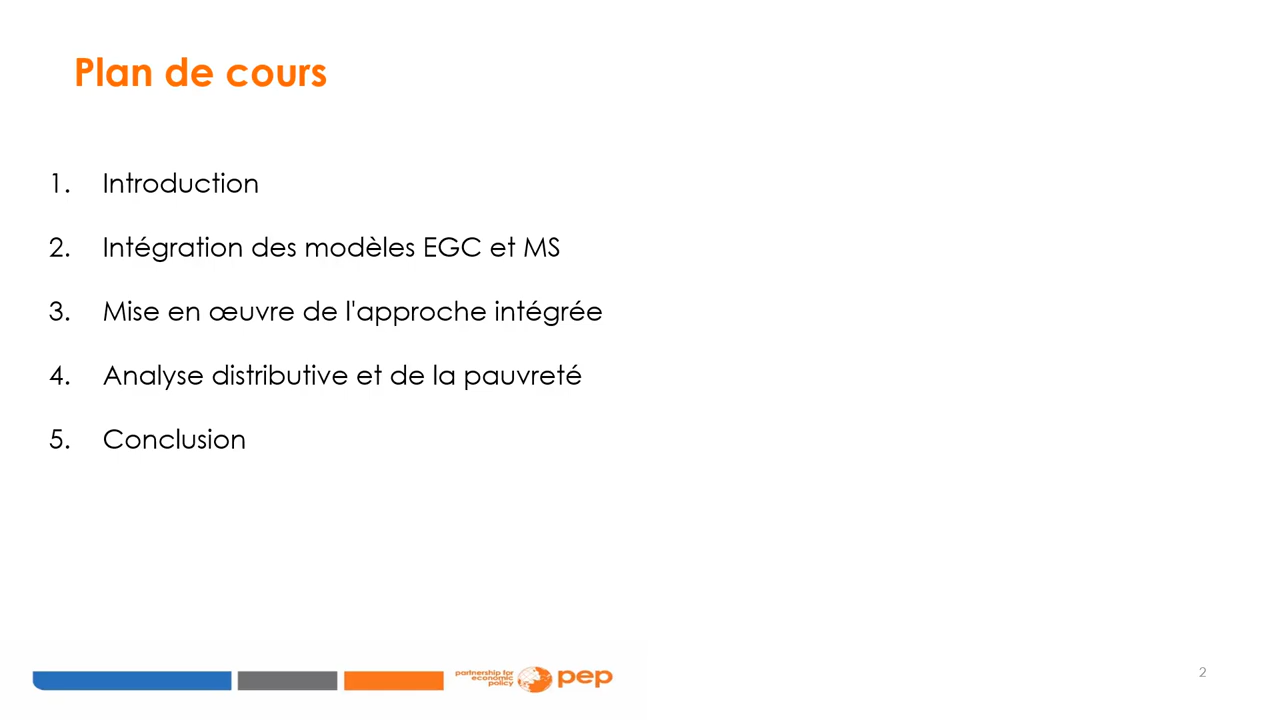 Plan de cours
1. Introduction
2. Intégration des modèles EGC et MS
3. Mise en œuvre de l'approche intégrée
4. Analyse distributive et de la pauvreté
5. Conclusion
partnership for
economic
policy
pep
2